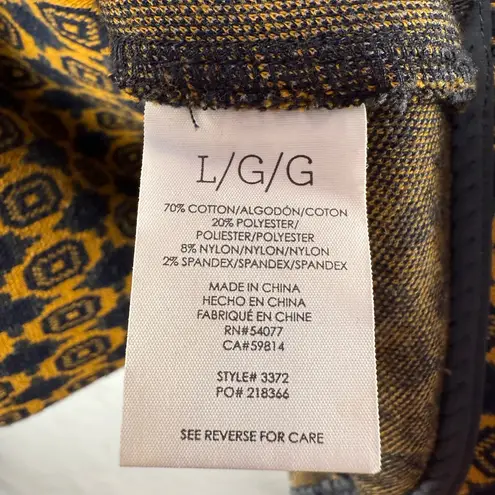 L/G/G
70% COTTON/ALGODÓN/COTON
20% POLYESTER/
POLIESTER/POLYESTER
8% NYLON/NYLON/NYLON
2% SPANDEX/SPANDEX/SPANDEX
MADE IN CHINA
HECHO EN CHINA
FABRIQUÉ EN CHINE
RN#54077
CA#59814
STYLE# 3372
PO# 218366
SEE REVERSE FOR CARE